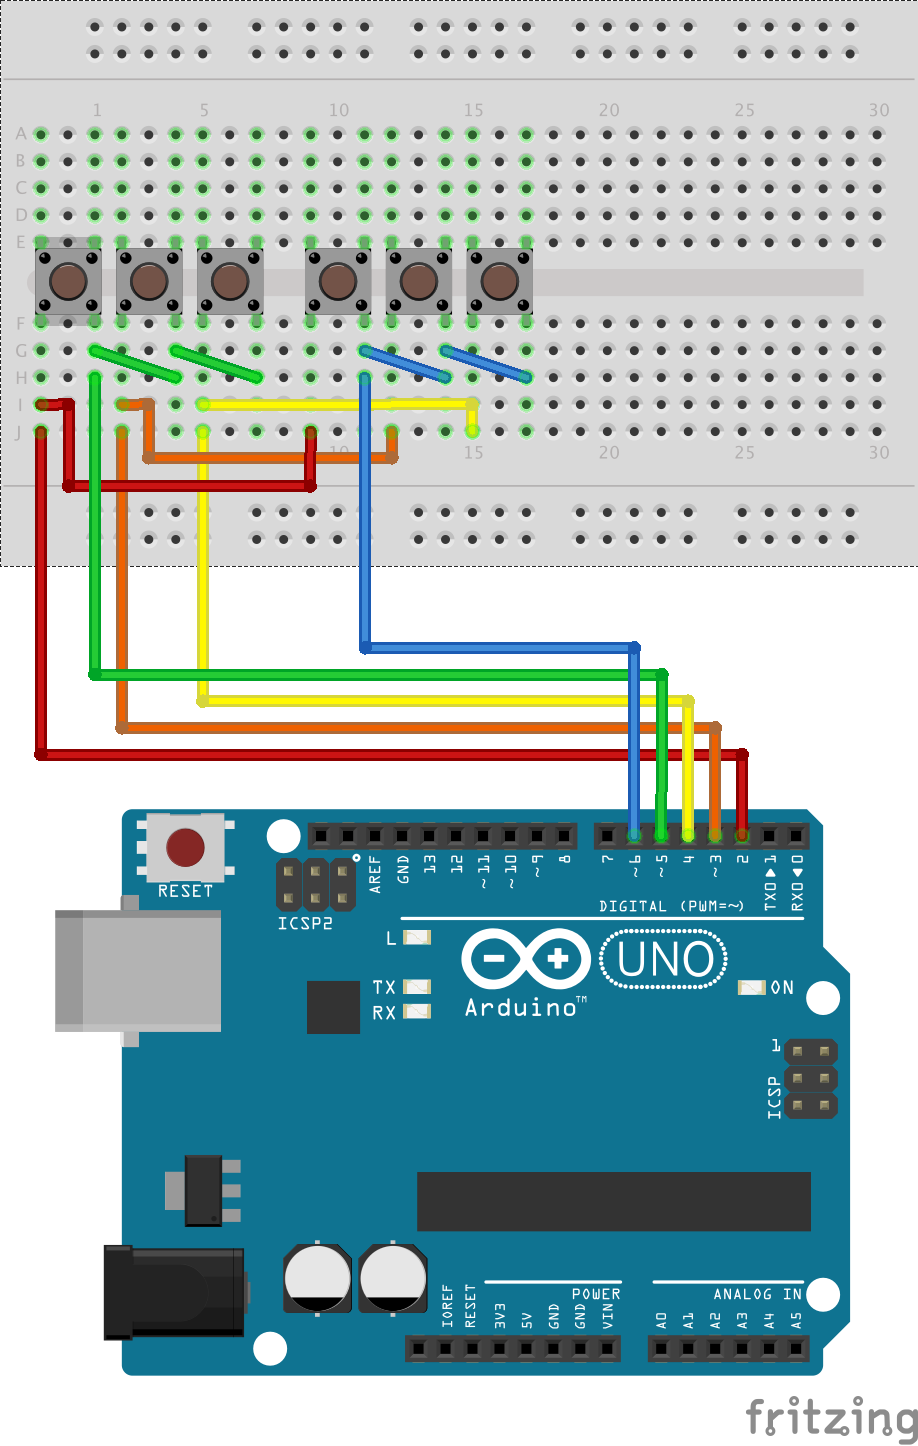 1 5 10 15 20 25 30
A
B
C
D
E
F
G
H
I
J
10 15 20 25 30
RESET
ICSP2
AREF
GND
13
12
~11
~10
~9
8
7
~6
~5
4
~3
2
TXO▶1
RXO◀0
DIGITAL (PWM=~)
L
TX
RX
Arduino™
UNO
ON
1
ICSP
IOREF
RESET
3V3
5V
GND
GND
VIN
POWER
ANALOG IN
A0
A1
A2
A3
A4
A5
fritzing